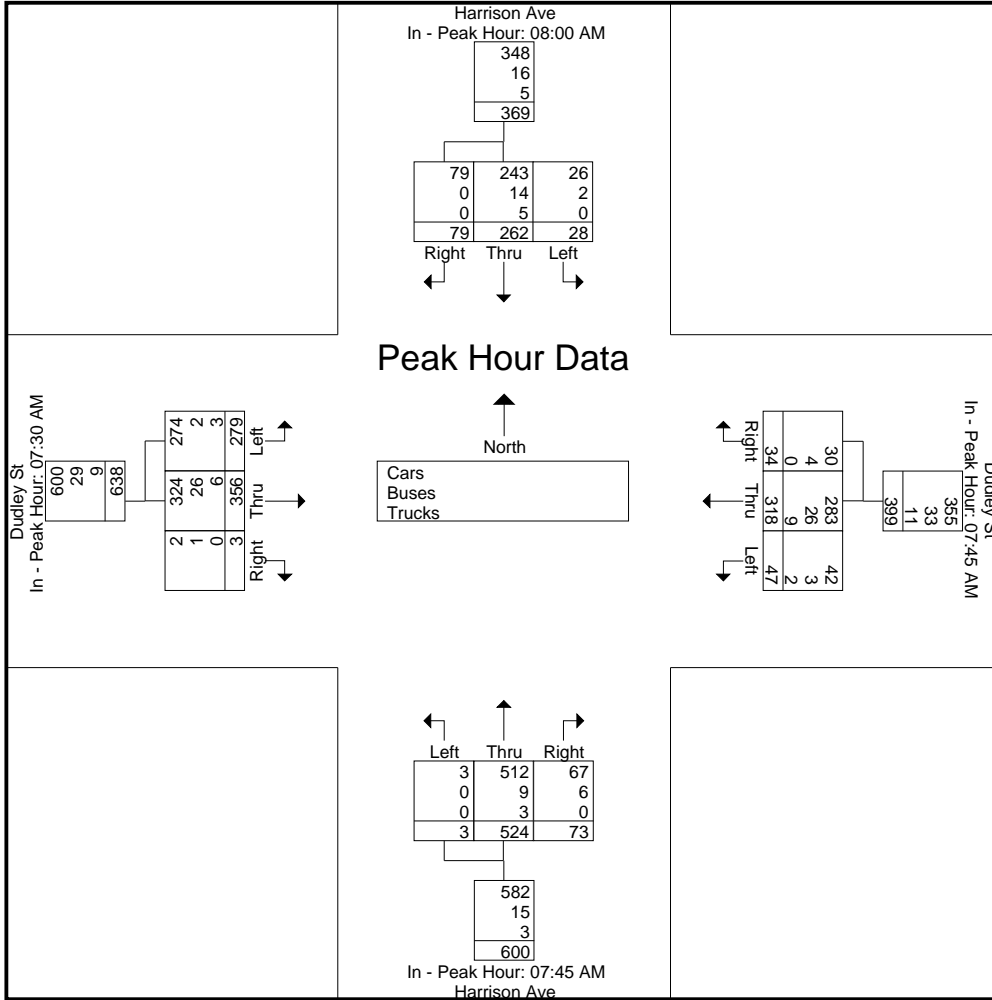 Harrison Ave
In - Peak Hour: 08:00 AM
348
16
5
369
79 243 26
0 14 2
0 5 0
79 262 28
Right Thru Left
Peak Hour Data
North
Cars
Buses
Trucks
Dudley St
In - Peak Hour: 07:30 AM
600
29
9
638
274 2 3 279
324 26 6 356
2 1 0 3
Left
Thru
Right
Dudley St
In - Peak Hour: 07:45 AM
355
33
11
399
30 4 0 34
283 26 9 318
42 3 2 47
Right
Thru
Left
Left Thru Right
3 512 67
0 9 6
0 3 0
3 524 73
582
15
3
600
In - Peak Hour: 07:45 AM
Harrison Ave